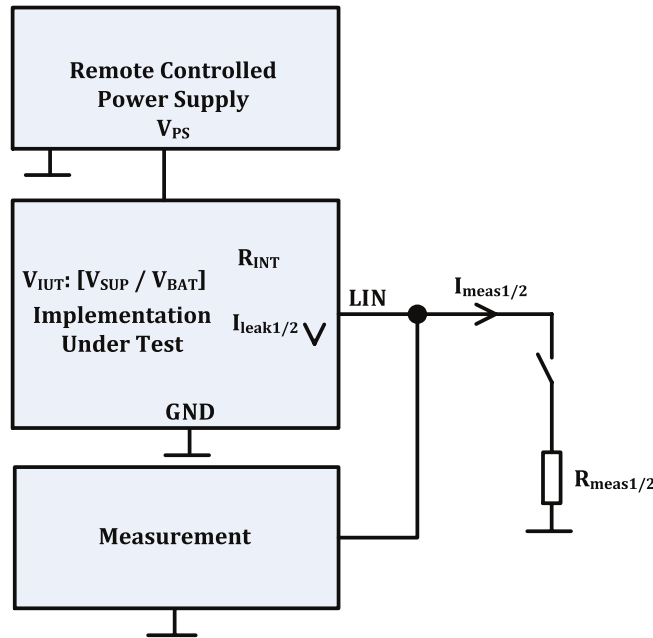 Remote Controlled
Power Supply
VPS
RINT
VIUT: [VSUP / VBAT]
Implementation
Under Test
Ileak1/2
LIN
Imeas1/2
GND
Rmeas1/2
Measurement